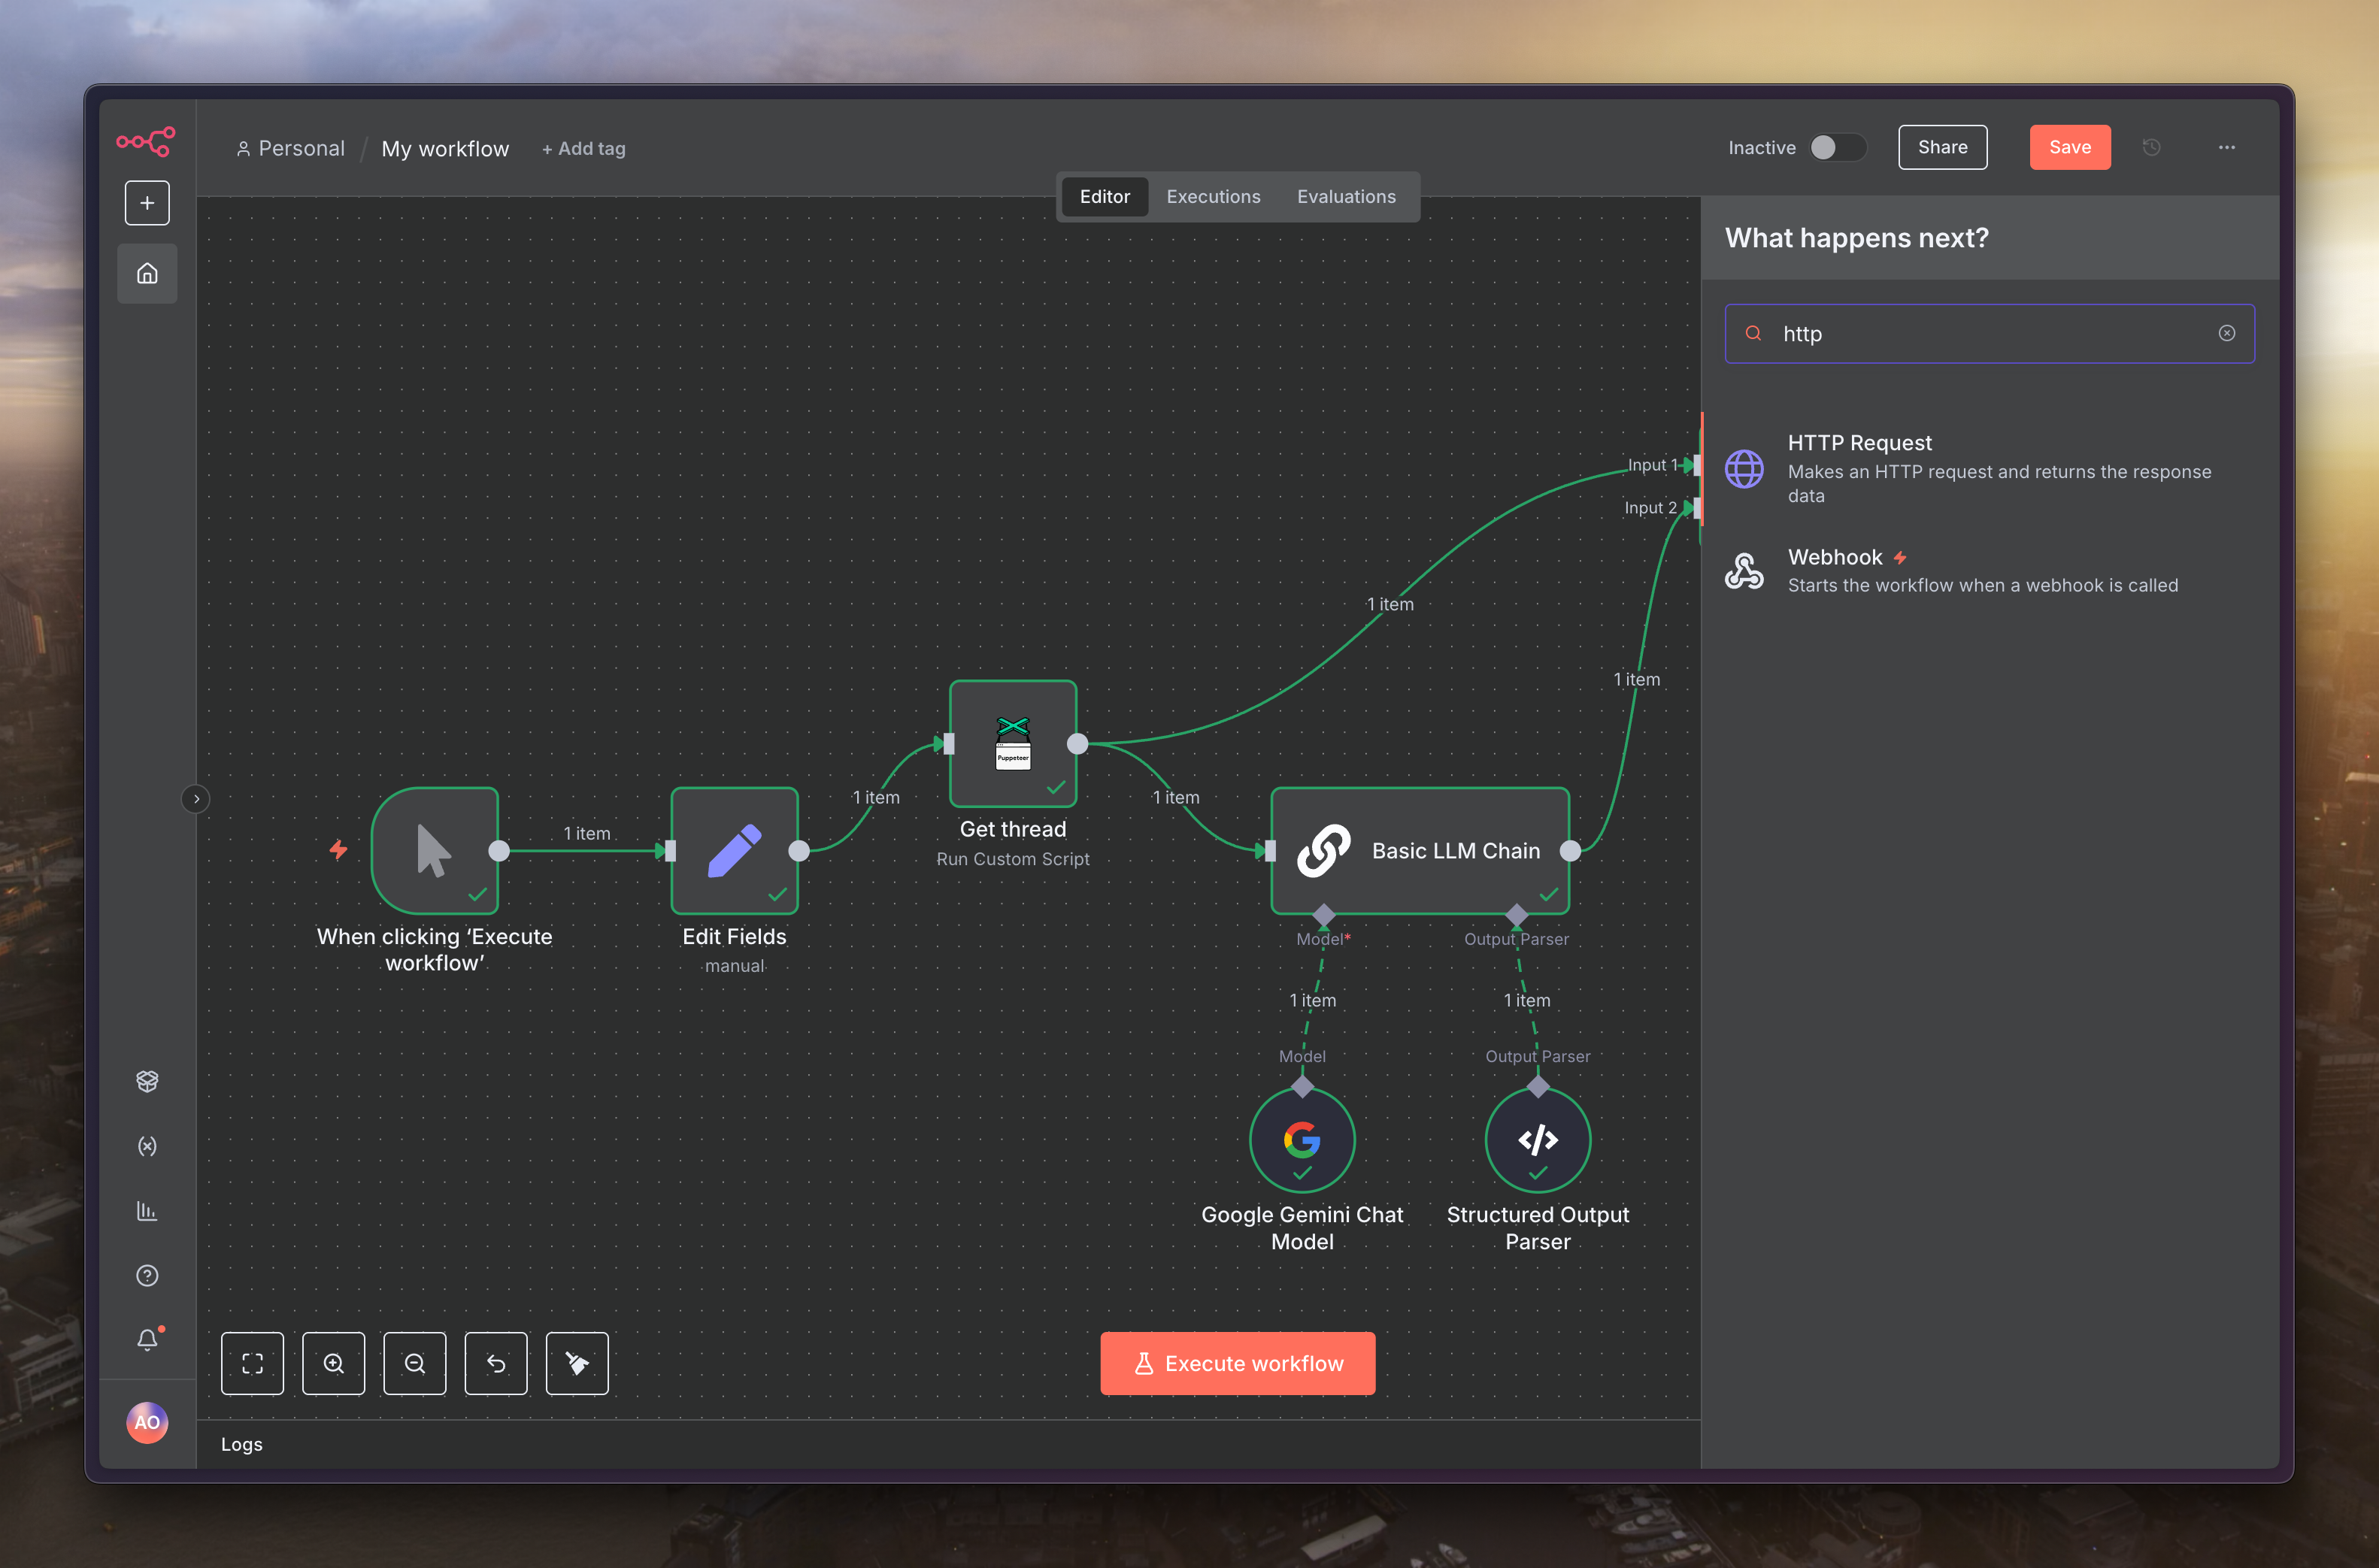 Personal / My workflow + Add tag
Inactive
Share
Save
Editor Executions Evaluations
What happens next?
http
HTTP Request
Makes an HTTP request and returns the response
data
Webhook
Starts the workflow when a webhook is called
Input 1
Input 2
1 item
1 item
Puppeteer
Get thread
Run Custom Script
1 item
1 item
1 item
When clicking ‘Execute
workflow’
Edit Fields
manual
Basic LLM Chain
Model*
Output Parser
1 item
1 item
Model
Output Parser
Google Gemini Chat
Model
Structured Output
Parser
Execute workflow
AO
Logs